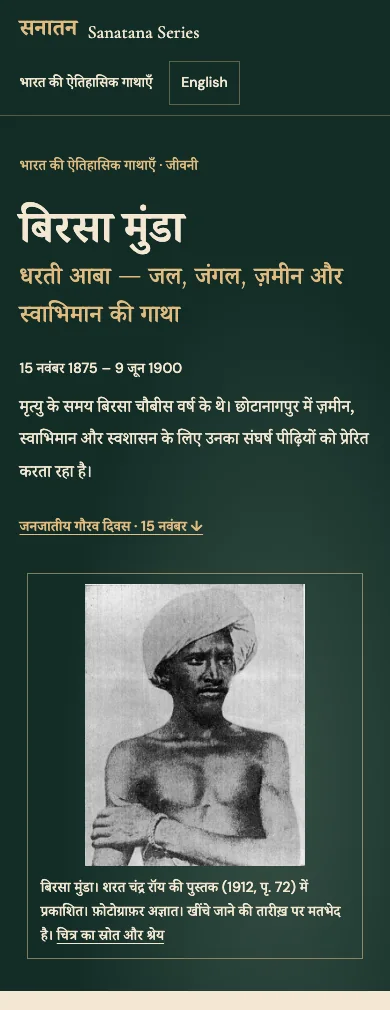 सनातन Sanatana Series
भारत की ऐतिहासिक गाथाएँ English
भारत की ऐतिहासिक गाथाएँ · जीवनी
बिरसा मुंडा
धरती आबा — जल, जंगल, ज़मीन और
स्वाभिमान की गाथा
15 नवंबर 1875 – 9 जून 1900
मृत्यु के समय बिरसा चौबीस वर्ष के थे। छोटानागपुर में ज़मीन,
स्वाभिमान और स्वशासन के लिए उनका संघर्ष पीढ़ियों को प्रेरित
करता रहा है।
जनजातीय गौरव दिवस · 15 नवंबर ↓
बिरसा मुंडा। शरत चंद्र रॉय की पुस्तक (1912, पृ. 72) में
प्रकाशित। फ़ोटोग्राफ़र अज्ञात। खींचे जाने की तारीख़ पर मतभेद
है। चित्र का स्रोत और श्रेय